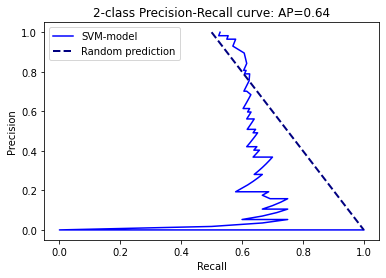 2-class Precision-Recall curve: AP=0.64
SVM-model
Random prediction
Precision
1.0
0.8
0.6
0.4
0.2
0.0
0.0 0.2 0.4 0.6 0.8 1.0
Recall